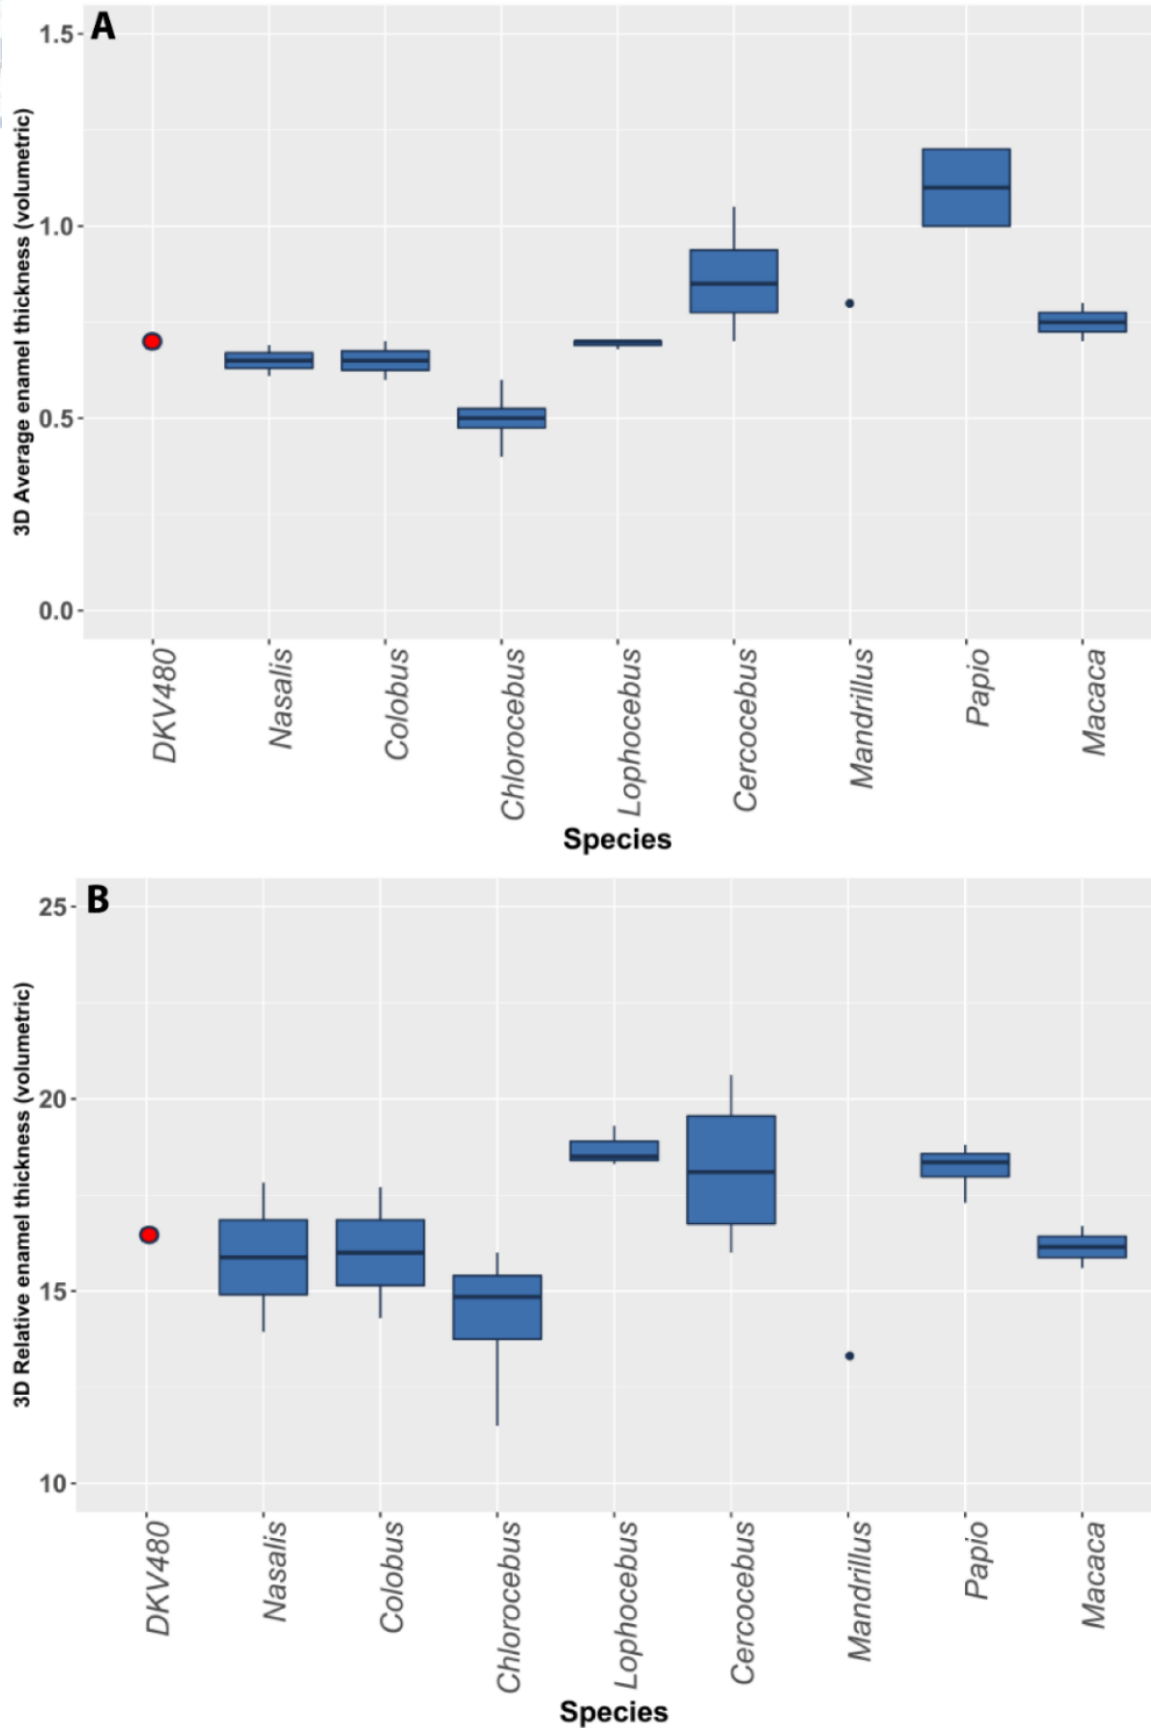 A
3D Average enamel thickness (volumetric)
1.5
1.0
0.5
0.0
DKV480
Nasalis
Colobus
Chlorocebus
Lophocebus
Cercocebus
Mandrillus
Papio
Macaca
Species
B
3D Relative enamel thickness (volumetric)
25
20
15
10
DKV480
Nasalis
Colobus
Chlorocebus
Lophocebus
Cercocebus
Mandrillus
Papio
Macaca
Species